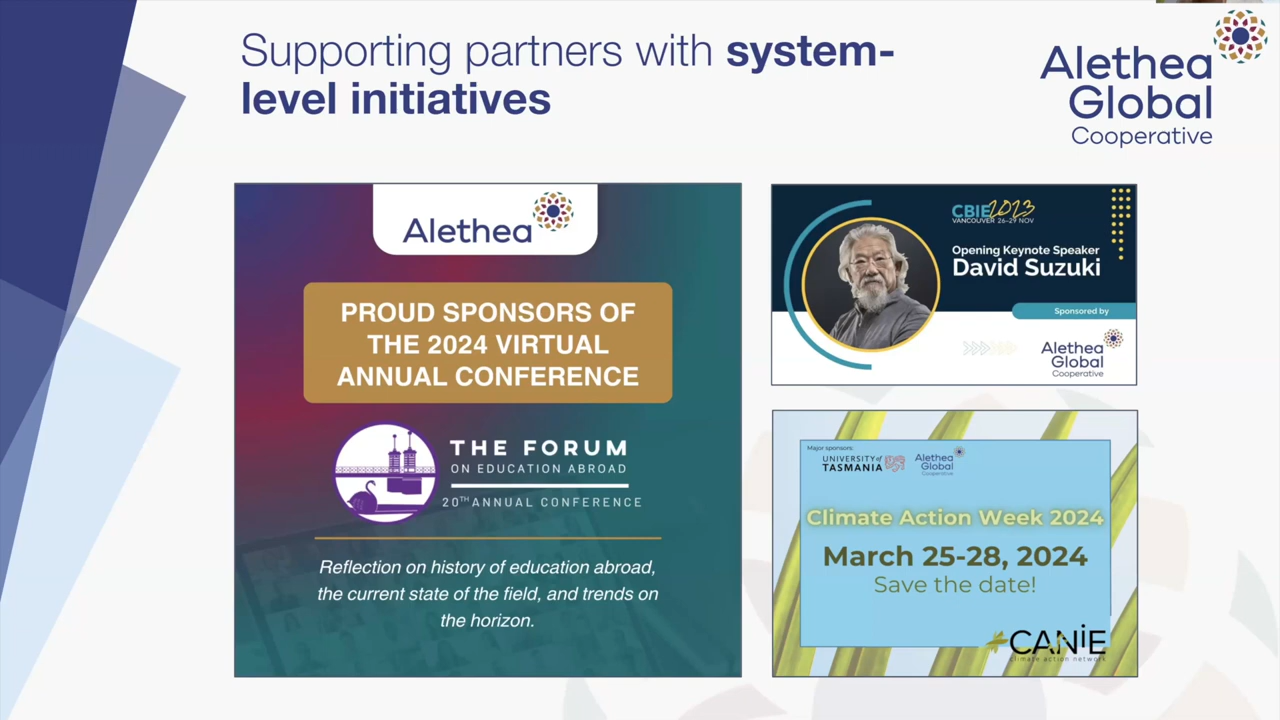 Supporting partners with system-
level initiatives
Alethea
Global
Cooperative
Alethea
PROUD SPONSORS OF
THE 2024 VIRTUAL
ANNUAL CONFERENCE
THE FORUM
ON EDUCATION ABROAD
20TH ANNUAL CONFERENCE
Reflection on history of education abroad,
the current state of the field, and trends on
the horizon.
CBIE 2023
VANCOUVER 26-29 NOV
Opening Keynote Speaker
David Suzuki
Sponsored by
Alethea
Global
Cooperative
Major sponsors
UNIVERSITY of
TASMANIA
Alethea
Global
Cooperative
Climate Action Week 2024
March 25-28, 2024
Save the date!
CANIE
climate action network